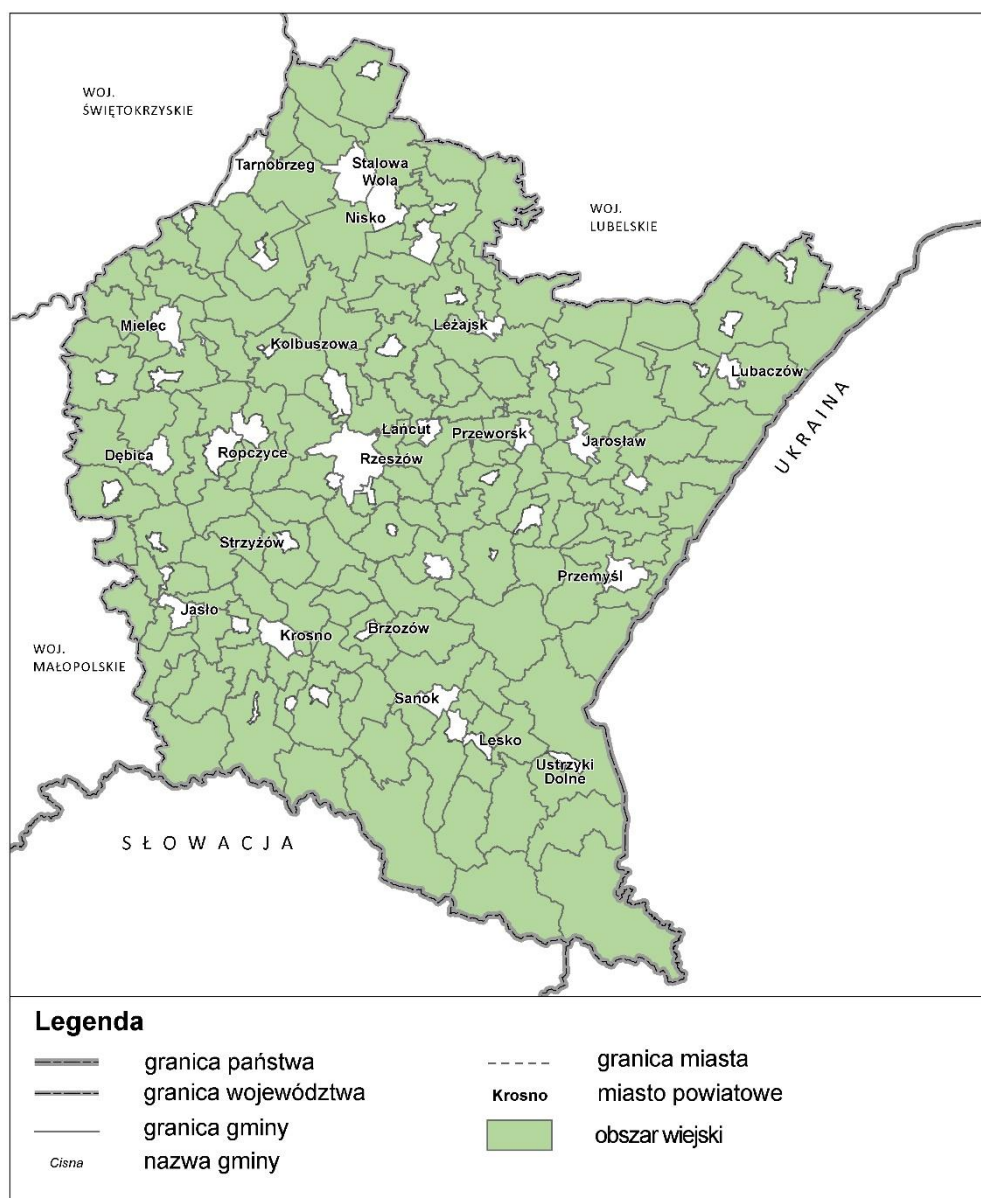 WOJ.
ŚWIĘTOKRZYSKIE
Tarnobrzeg
Stalowa
Wola
Nisko
WOJ.
LUBELSKIE
Mielec
Leżajsk
Kolbuszowa
Lubaczów
UKRAINA
Łańcut
Przeworsk
Jarosław
Dębica
Ropczyce
Rzeszów
Strzyżów
Przemyśl
Jasło
Krosno
Brzozów
WOJ.
MAŁOPOLSKIE
Sanok
Lesko
Ustrzyki
Dolne
SŁOWACJA
Legenda
granica państwa
granica województwa
granica gminy
Cisna nazwa gminy
granica miasta
Krosno miasto powiatowe
obszar wiejski